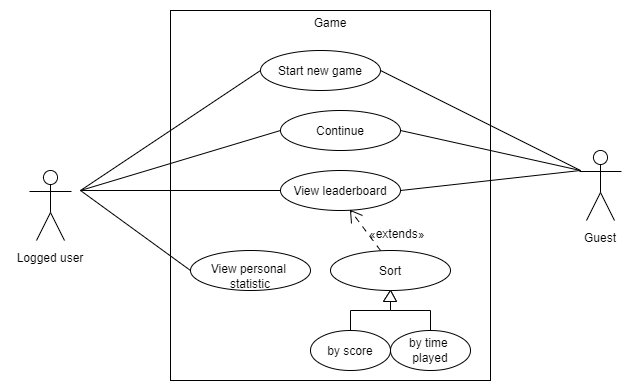 Game
Start new game
Continue
View leaderboard
«extends»
Logged user
Guest
View personal
statistic
Sort
by score
by time
played